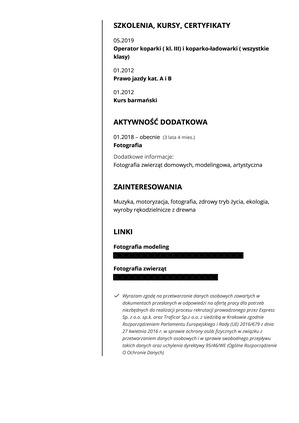 SZKOLENIA, KURSY, CERTYFIKATY
05.2019
Operator koparki ( kl. III) i koparko-ładowarki ( wszystkie
klasy)
01.2012
Prawo jazdy kat. A i B
01.2012
Kurs barmański
AKTYWNOŚĆ DODATKOWA
01.2018 – obecnie (3 lata 4 mies.)
Fotografia
Dodatkowe informacje:
Fotografia zwierząt domowych, modelingowa, artystyczna
ZAINTERESOWANIA
Muzyka, motoryzacja, fotografia, zdrowy tryb życia, ekologia,
wyroby rękodzielnicze z drewna
LINKI
Fotografia modeling
Fotografia zwierząt
Wyrażam zgodę na przetwarzanie danych osobowych zawartych w
dokumentach przesłanych w odpowiedzi na ofertę pracy dla potrzeb
niezbędnych do realizacji procesu rekrutacji prowadzonego przez Express
Sp. z o.o. sp.k. oraz Traficar Sp.z o.o. z siedzibą w Krakowie zgodnie
Rozporządzeniem Parlamentu Europejskiego i Rady (UE) 2016/679 z dnia
27 kwietnia 2016 r. w sprawie ochrony osób fizycznych w związku z
przetwarzaniem danych osobowych i w sprawie swobodnego przepływu
takich danych oraz uchylenia dyrektywy 95/46/WE (Ogólne Rozporządzenie
O Ochronie Danych)